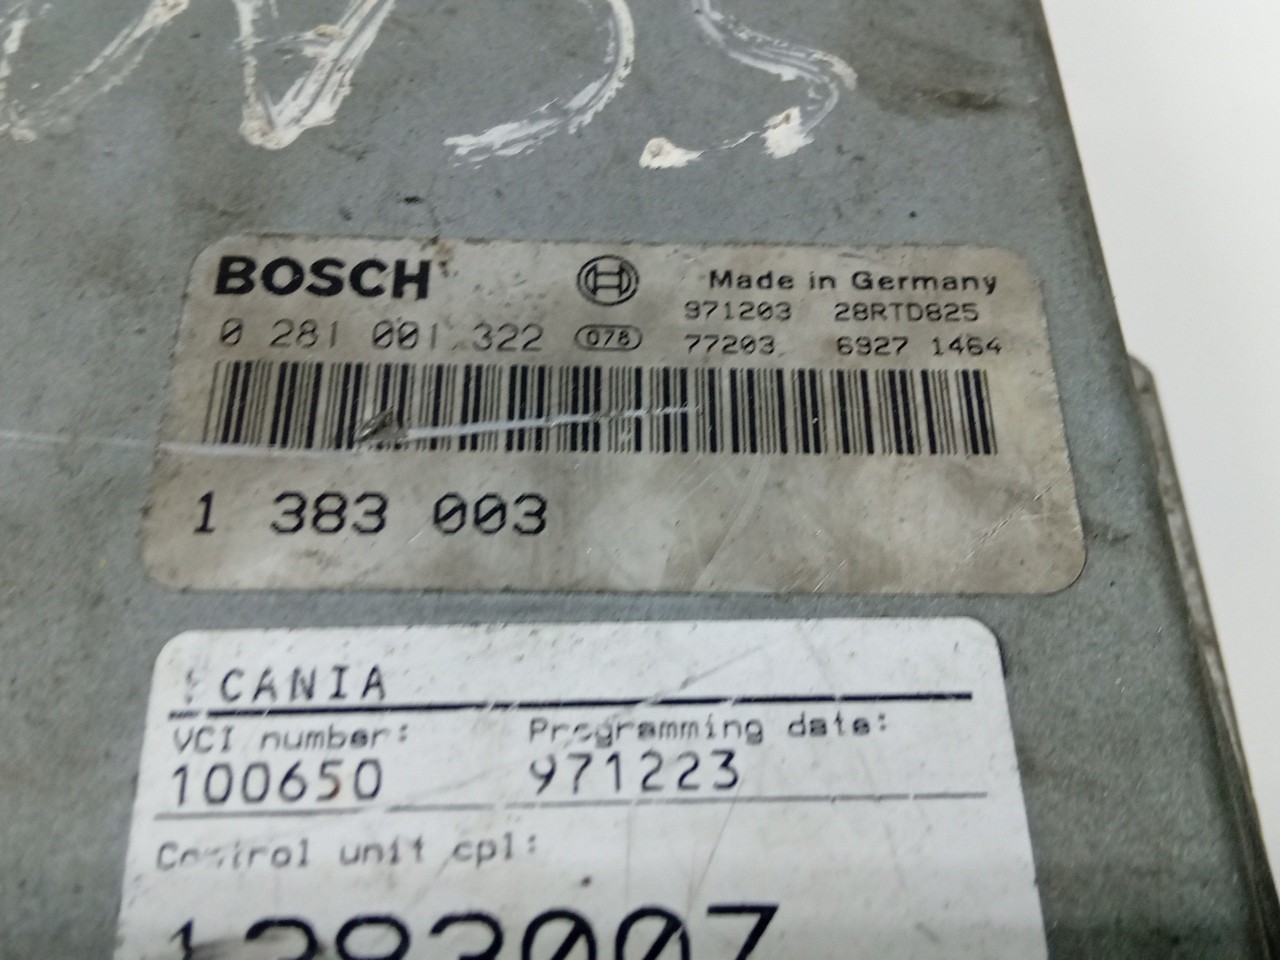 BOSCH Made in Germany
971203 28RTD825
0 281 001 322 078 77203 6927 1464
1 383 003
SCANIA
VCI number: Programming date:
100650 971223
Control unit cpl: